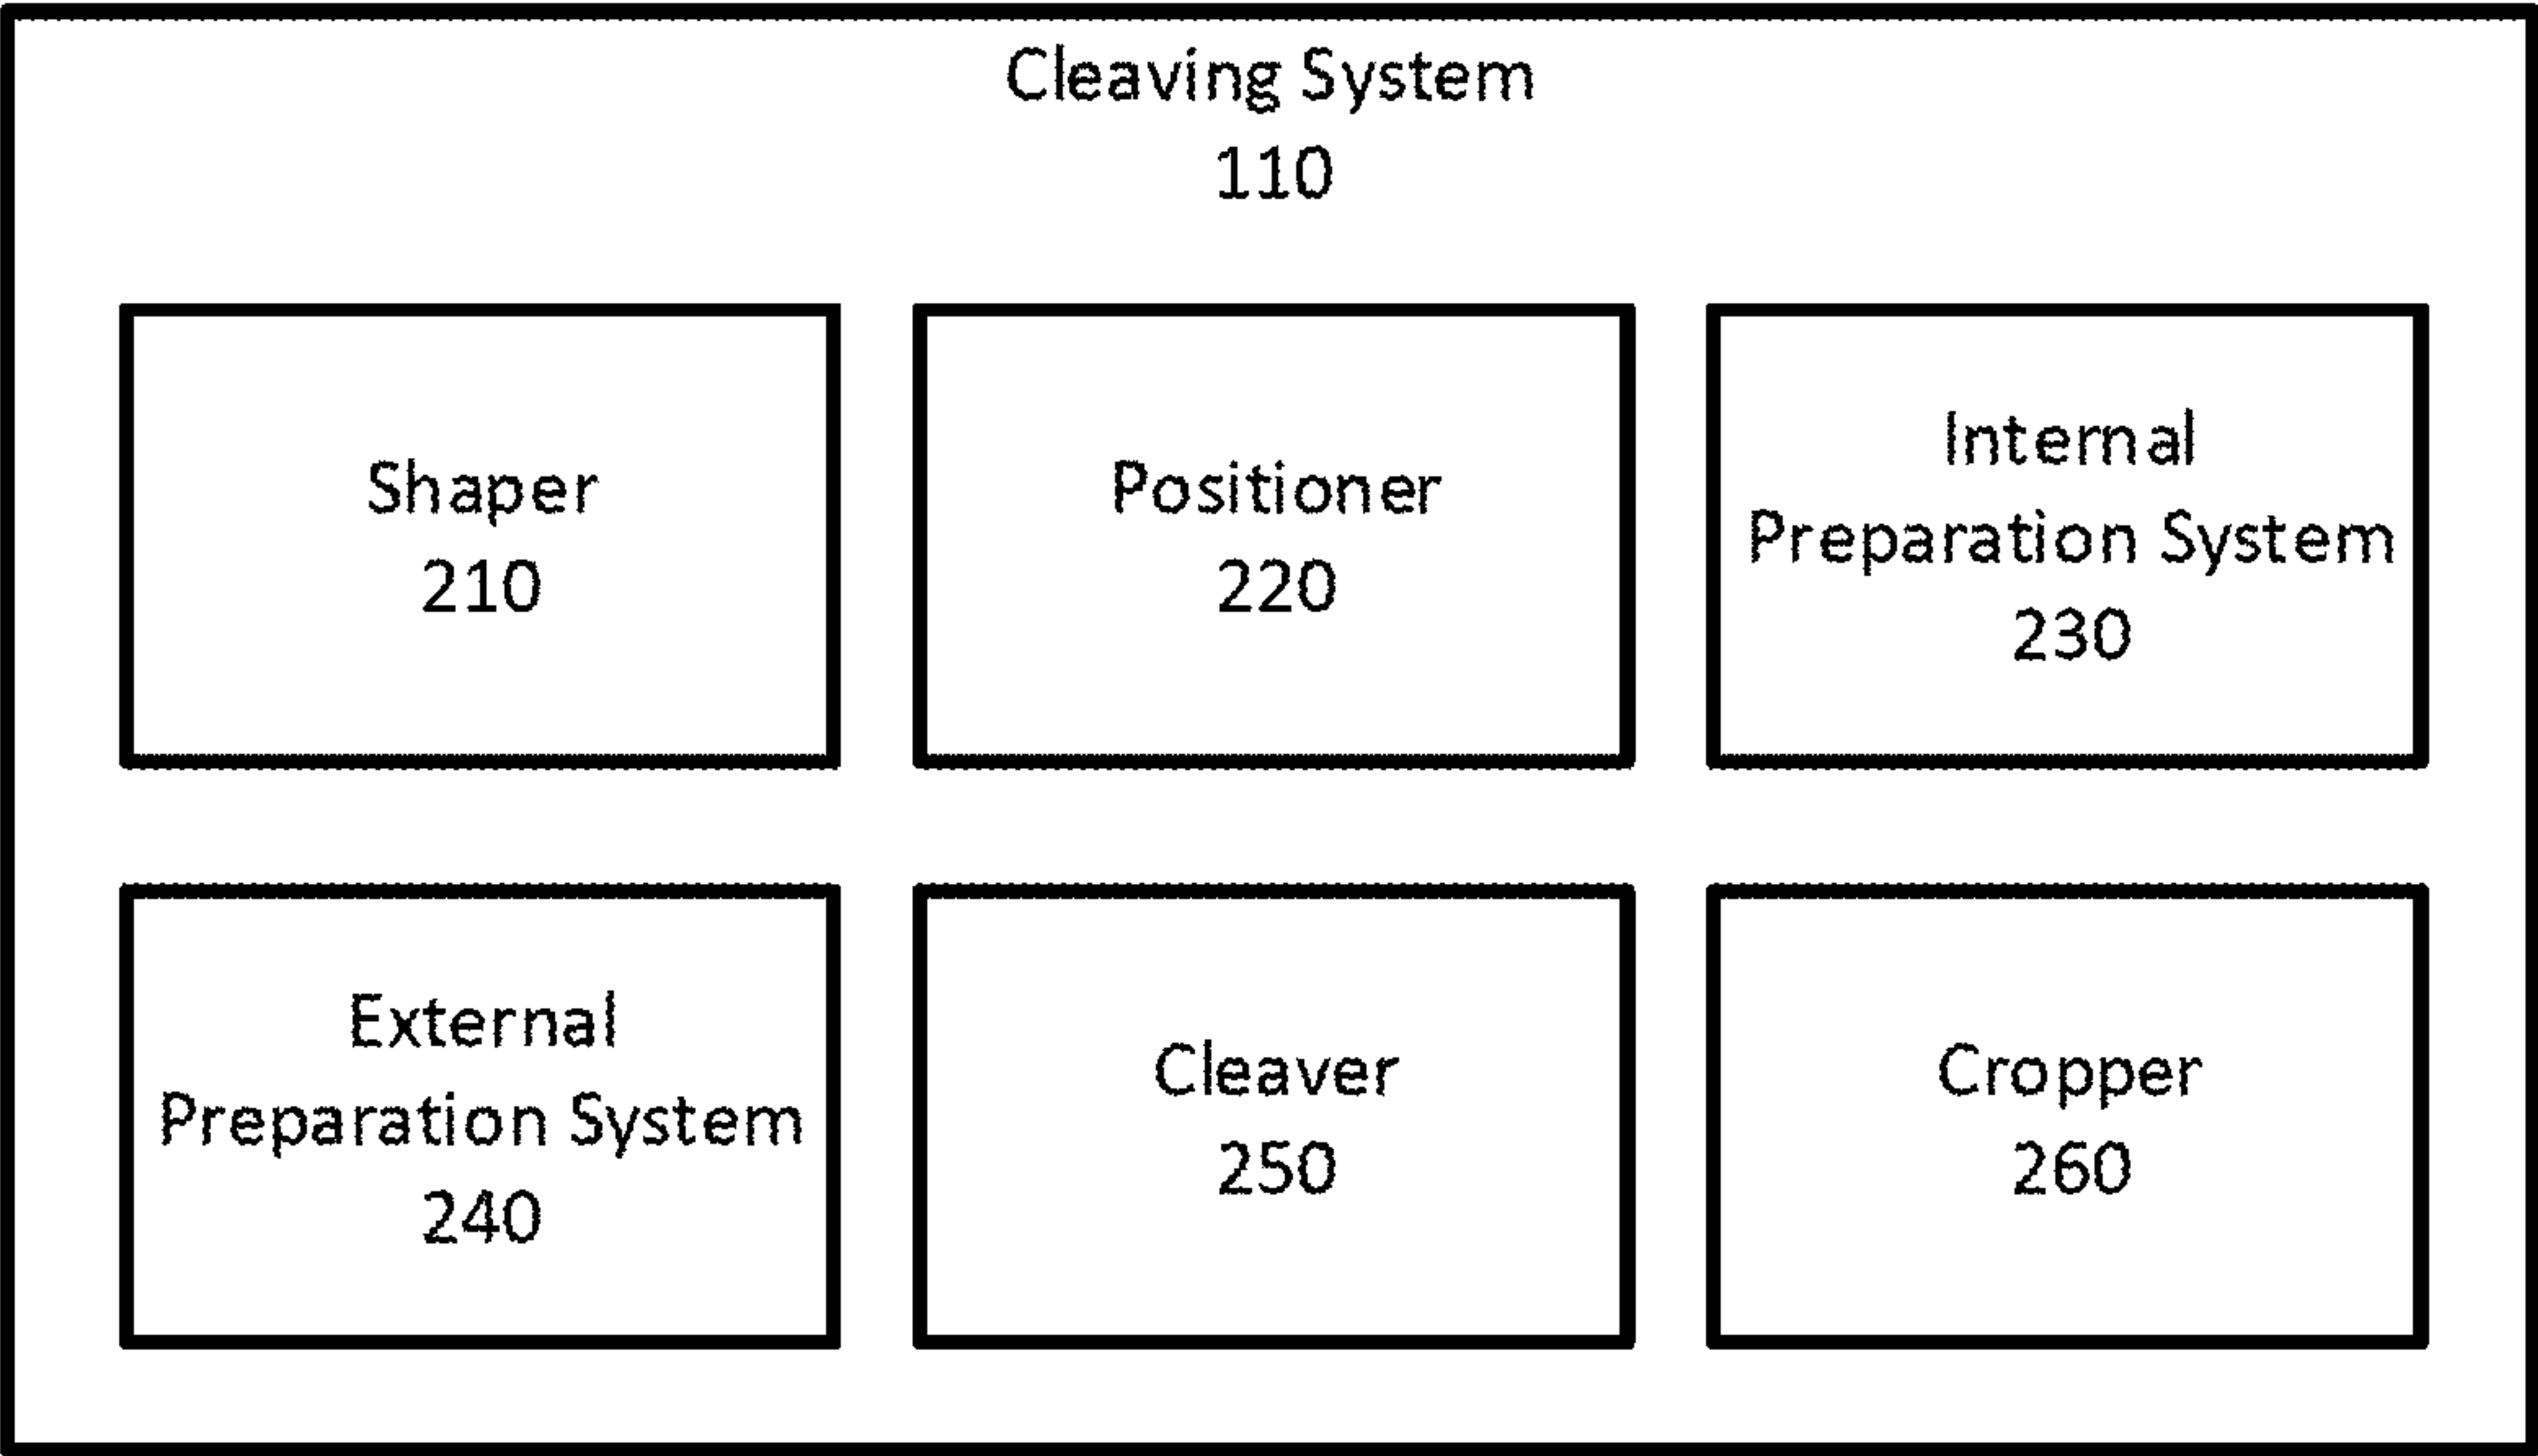 Cleaving System
110
Shaper
210
Positioner
220
Internal
Preparation System
230
External
Preparation System
240
Cleaver
250
Cropper
260